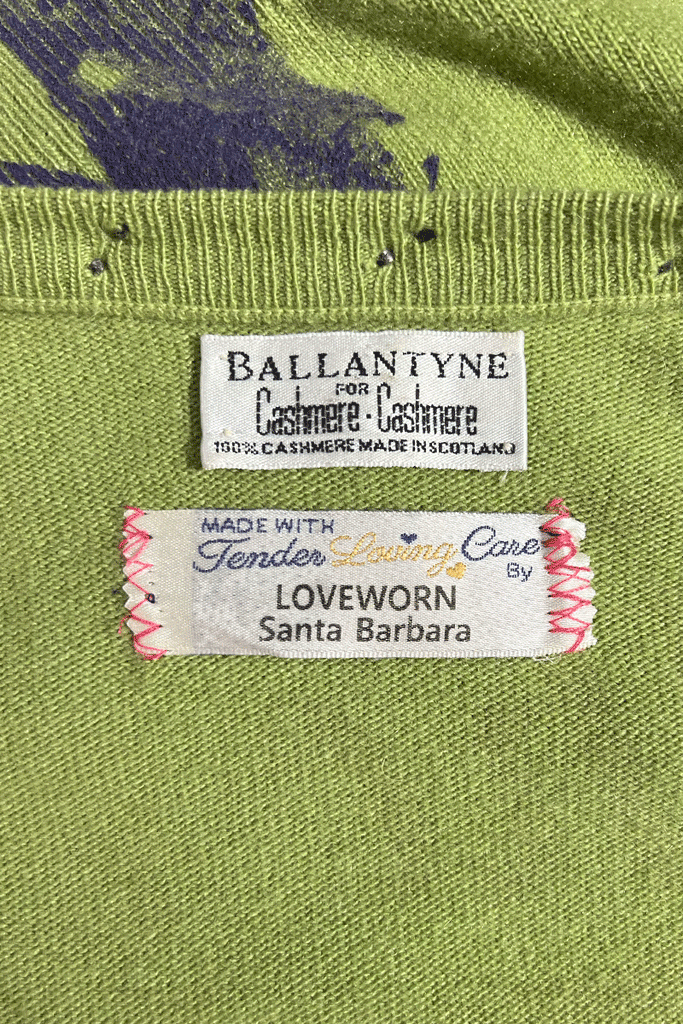 BALLANTYNE
FOR
Cashmere · Cashmere
100% CASHMERE MADE IN SCOTLAND
MADE WITH
Tender Loving Care
By
LOVEWORN
Santa Barbara